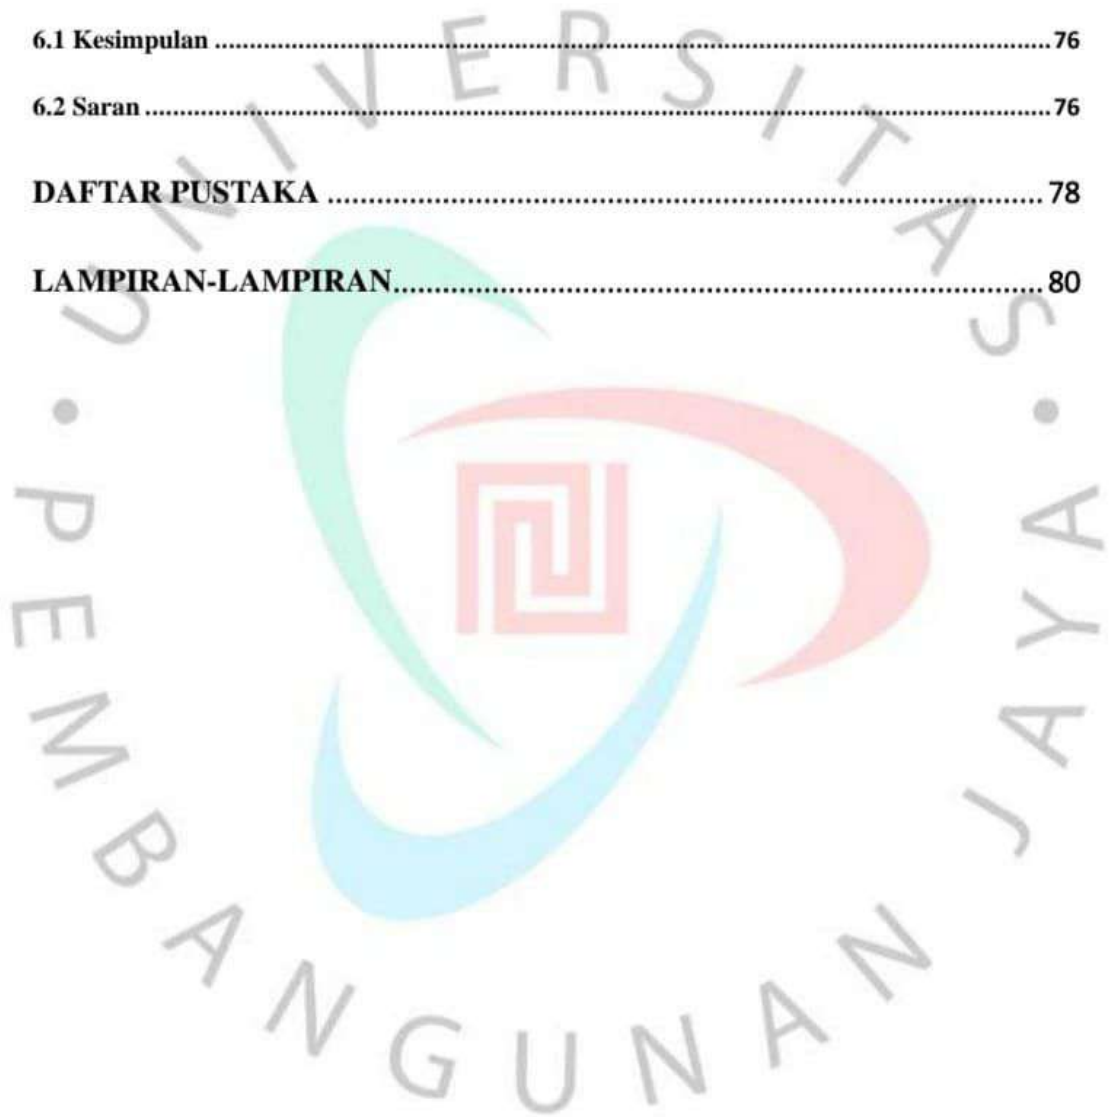 6.1 Kesimpulan ........................................................................................................................ 76
6.2 Saran .................................................................................................................................. 76
DAFTAR PUSTAKA ................................................................................ 78
LAMPIRAN-LAMPIRAN......................................................................... 80
UNIVERSITAS • PEMBANGUNAN JAYA •